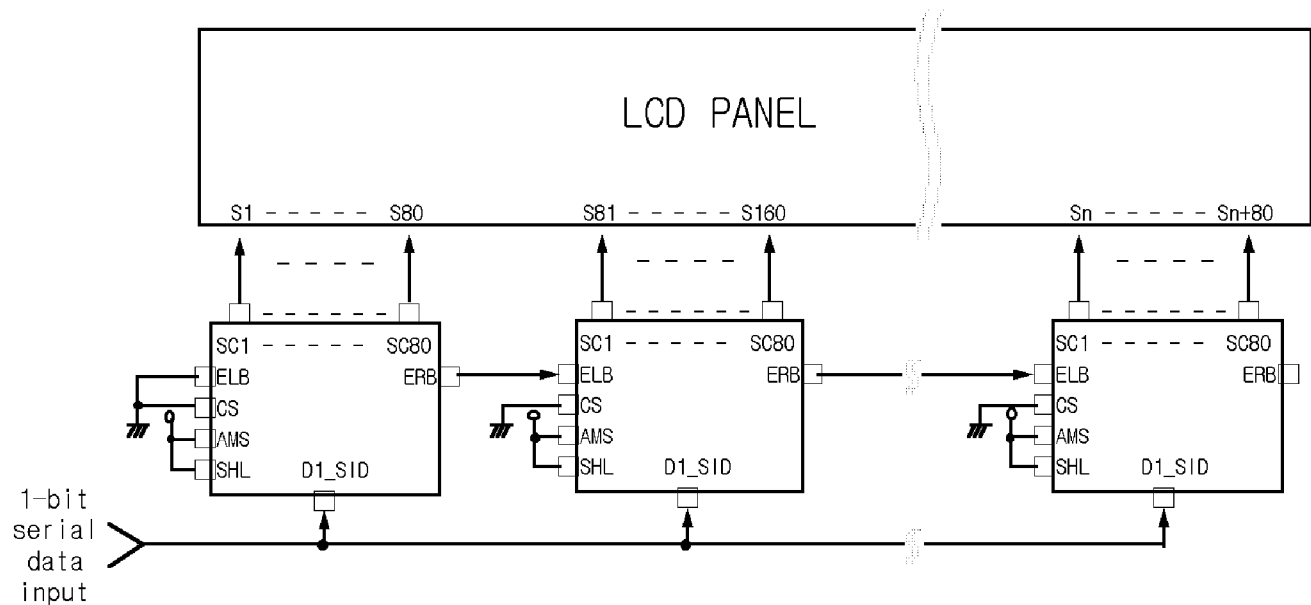 LCD PANEL
S1 - - - - - S80
S81 - - - - - S160
Sn - - - - - Sn+80
SC1 - - - - - SC80
ELB
ERB
CS
AMS
SHL
D1_SID
SC1 - - - - - SC80
ELB
ERB
CS
AMS
SHL
D1_SID
SC1 - - - - - SC80
ELB
ERB
CS
AMS
SHL
D1_SID
1-bit
serial
data
input